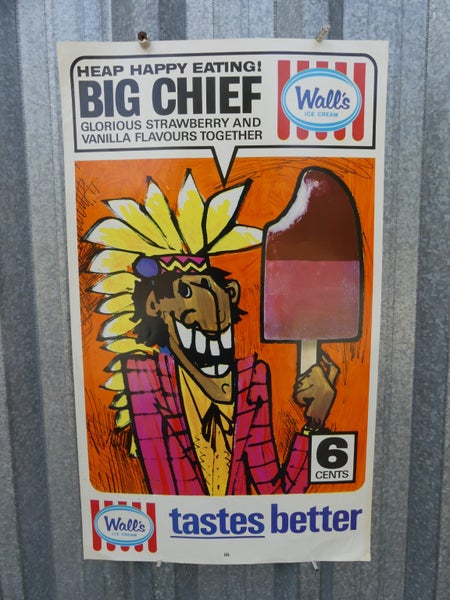 HEAP HAPPY EATING!
BIG CHIEF
GLORIOUS STRAWBERRY AND
VANILLA FLAVOURS TOGETHER
Wall's
ICE CREAM
6
CENTS
Wall's
ICE CREAM
tastes better